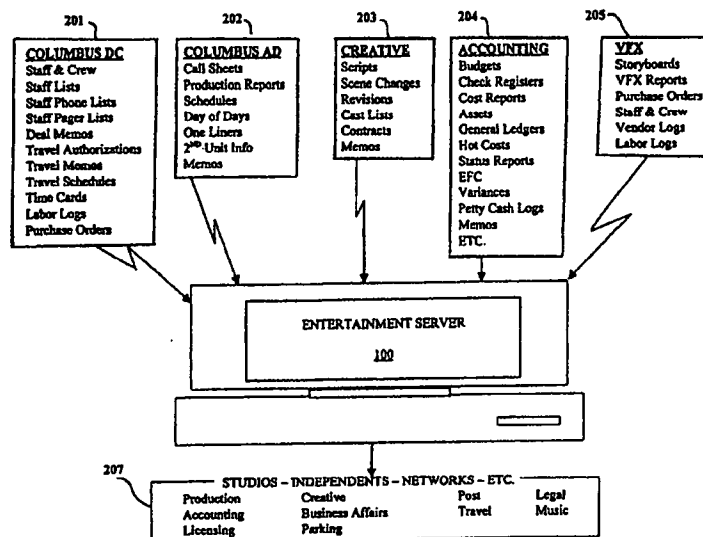 201
COLUMBUS DC
Staff & Crew
Staff Lists
Staff Phone Lists
Staff Pager Lists
Deal Memos
Travel Authorizations
Travel Momos
Travel Schedules
Time Cards
Labor Logs
Purchase Orders
202
COLUMBUS AD
Call Sheets
Production Reports
Schedules
Day of Days
One Liners
2ND-Unit Info
Memos
203
CREATIVE
Scripts
Scene Changes
Revisions
Cast Lists
Contracts
Memos
204
ACCOUNTING
Budgets
Check Registers
Cost Reports
Assets
General Ledgers
Hot Costs
Status Reports
EFC
Variances
Petty Cash Logs
Memos
ETC.
205
VFX
Storyboards
VFX Reports
Purchase Orders
Staff & Crew
Vendor Logs
Labor Logs
ENTERTAINMENT SERVER
100
207
STUDIOS – INDEPENDENTS – NETWORKS – ETC.
Production Creative Post Legal
Accounting Business Affairs Travel Music
Licensing Parking